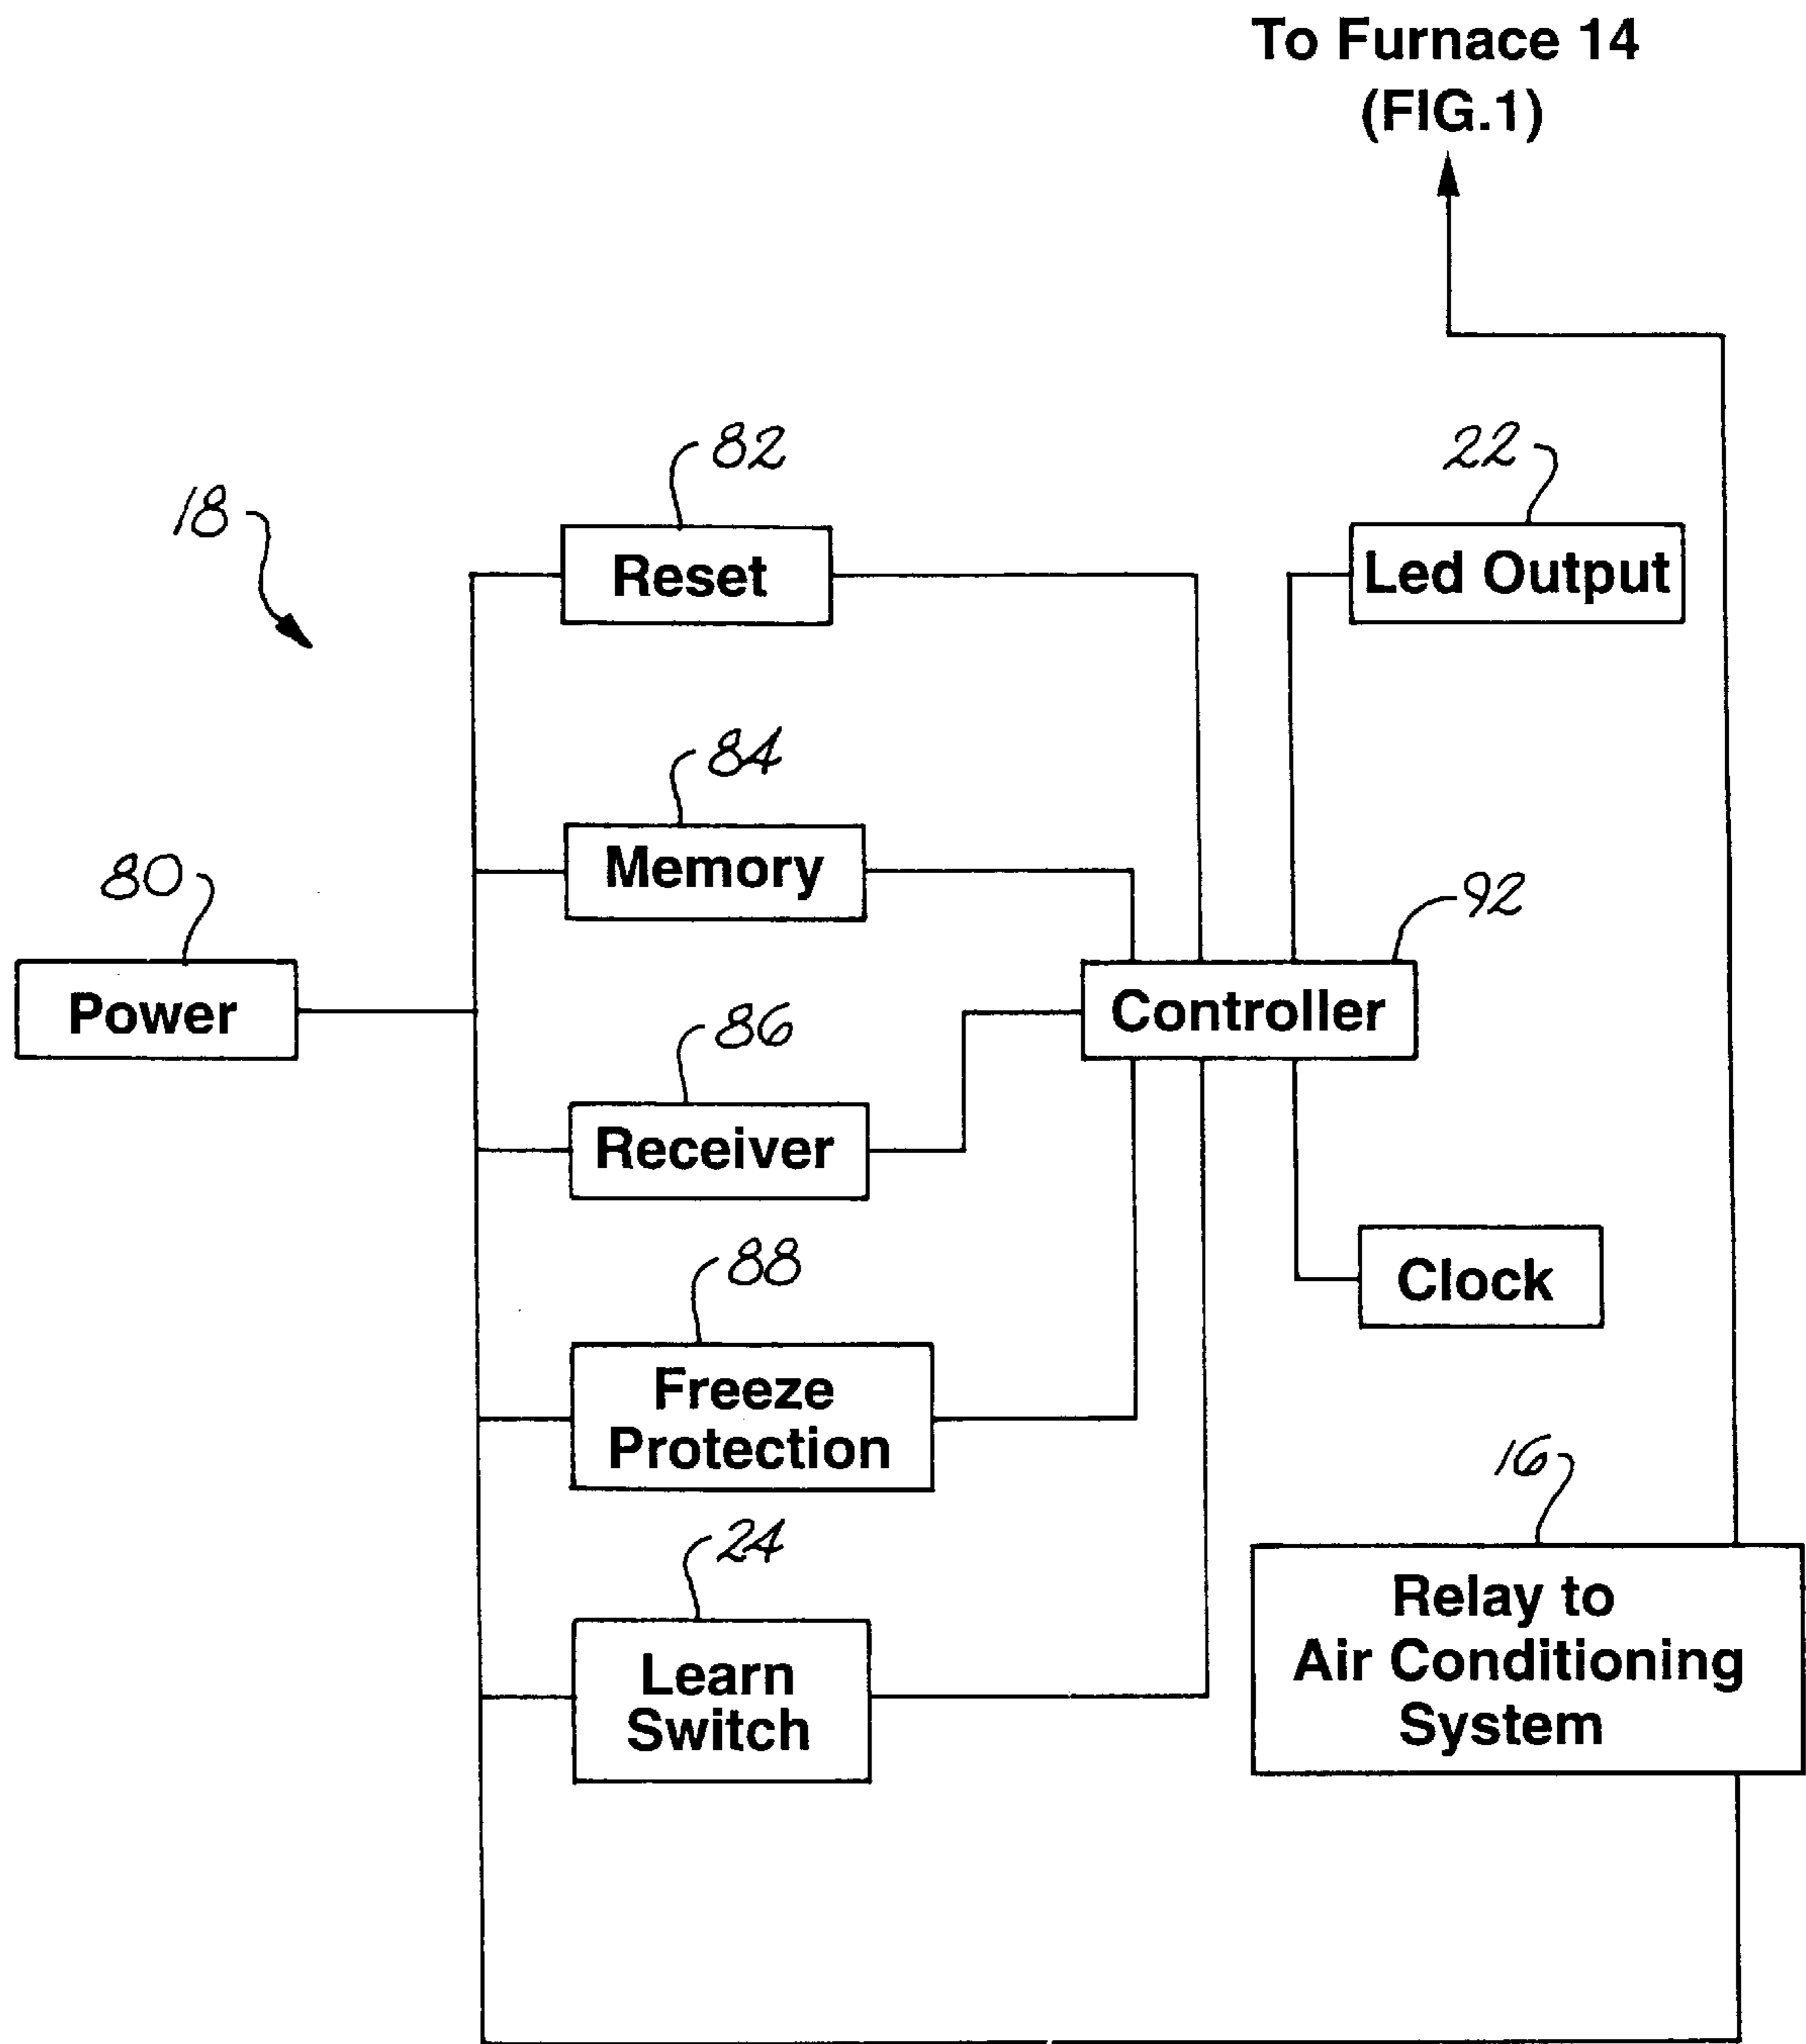 To Furnace 14
(FIG.1)
82
22
18
Reset
Led Output
84
Memory
80
92
Power
Controller
86
Receiver
88
Clock
Freeze
Protection
16
24
Relay to
Air Conditioning
System
Learn
Switch